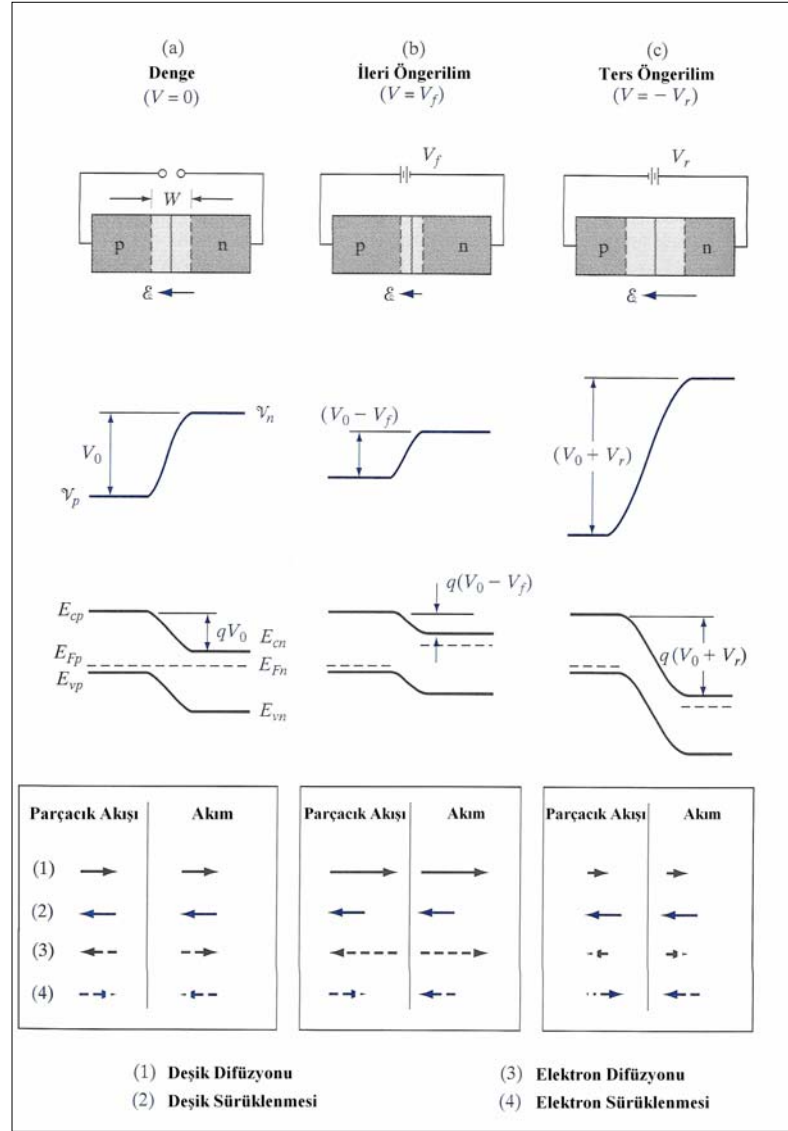 (a)
Denge
(V = 0)
(b)
İleri Öngerilim
(V = V_f)
(c)
Ters Öngerilim
(V = − V_r)
W
p n
ℰ
V_f
p n
ℰ
V_r
p n
ℰ
𝒱_n
V_0
𝒱_p
(V_0 − V_f)
(V_0 + V_r)
E_cp
qV_0
E_cn
E_Fp
E_Fn
E_vp
E_vn
q(V_0 − V_f)
q(V_0 + V_r)
Parçacık Akışı Akım
(1)
(2)
(3)
(4)
Parçacık Akışı Akım
Parçacık Akışı Akım
(1) Deşik Difüzyonu
(2) Deşik Sürüklenmesi
(3) Elektron Difüzyonu
(4) Elektron Sürüklenmesi